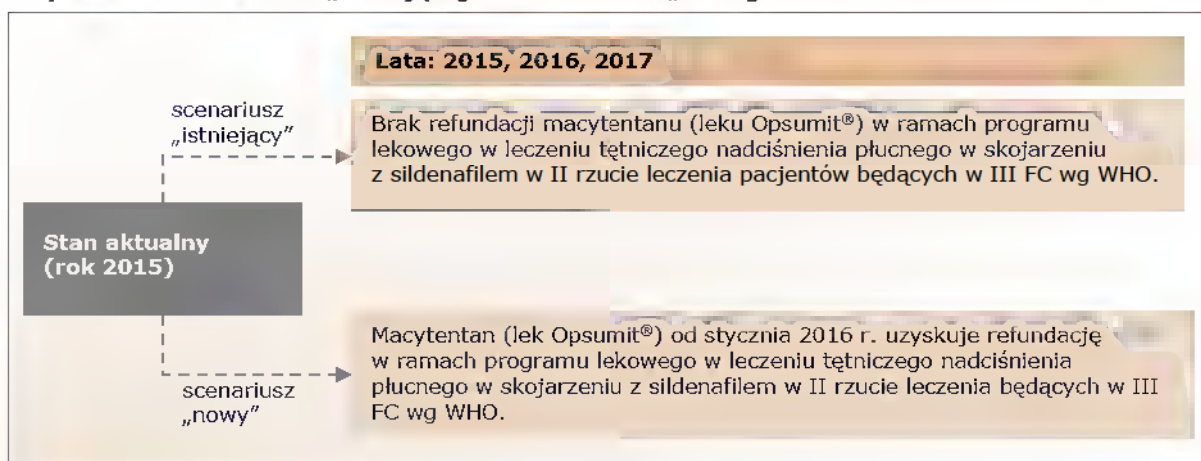 Lata: 2015, 2016, 2017
scenariusz
„istniejący”
Brak refundacji macytentanu (leku Opsumit®) w ramach programu
lekowego w leczeniu tętniczego nadciśnienia płucnego w skojarzeniu
z sildenafilem w II rzucie leczenia pacjentów będących w III FC wg WHO.
Stan aktualny
(rok 2015)
Macytentan (lek Opsumit®) od stycznia 2016 r. uzyskuje refundację
w ramach programu lekowego w leczeniu tętniczego nadciśnienia
płucnego w skojarzeniu z sildenafilem w II rzucie leczenia będących w III
FC wg WHO.
scenariusz
„nowy”